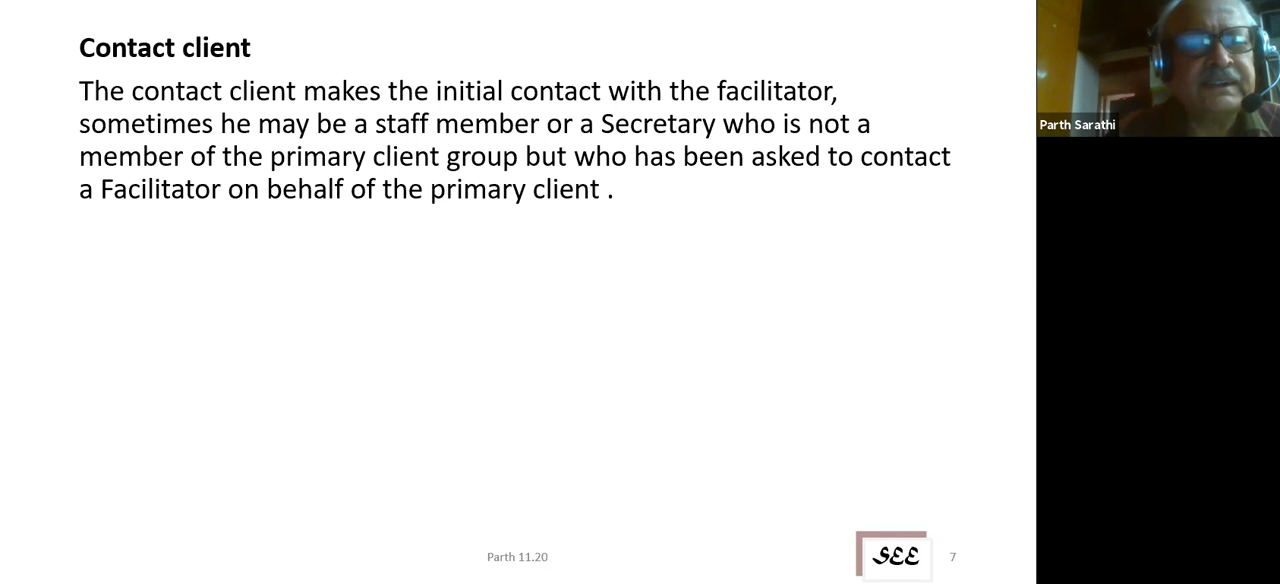 Contact client
The contact client makes the initial contact with the facilitator,
sometimes he may be a staff member or a Secretary who is not a
member of the primary client group but who has been asked to contact
a Facilitator on behalf of the primary client .
Parth Sarathi
Parth 11.20
SEE
7